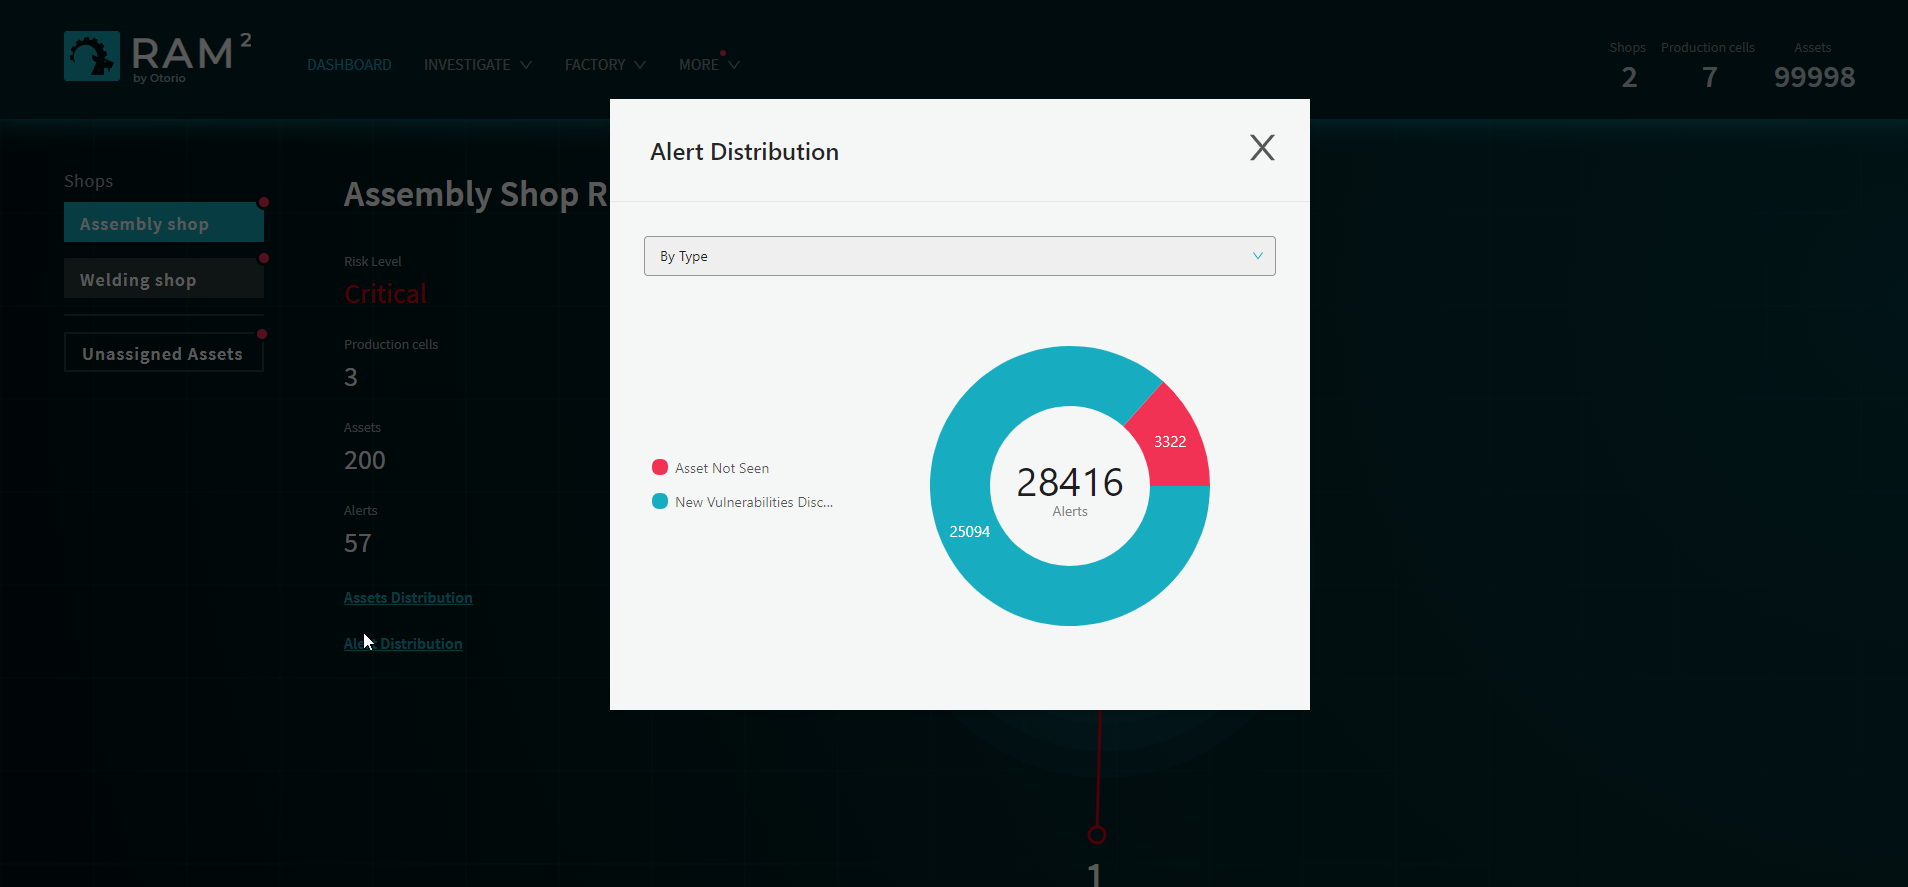 RAM 2
by Otorio
DASHBOARD INVESTIGATE FACTORY MORE
Shops Production cells Assets
2 7 99998
Shops
Assembly shop
Welding shop
Unassigned Assets
Assembly Shop R
Risk Level
Critical
Production cells
3
Assets
200
Alerts
57
Assets Distribution
Alert Distribution
Alert Distribution
X
By Type
Asset Not Seen
New Vulnerabilities Disc...
3322
28416
Alerts
25094
1